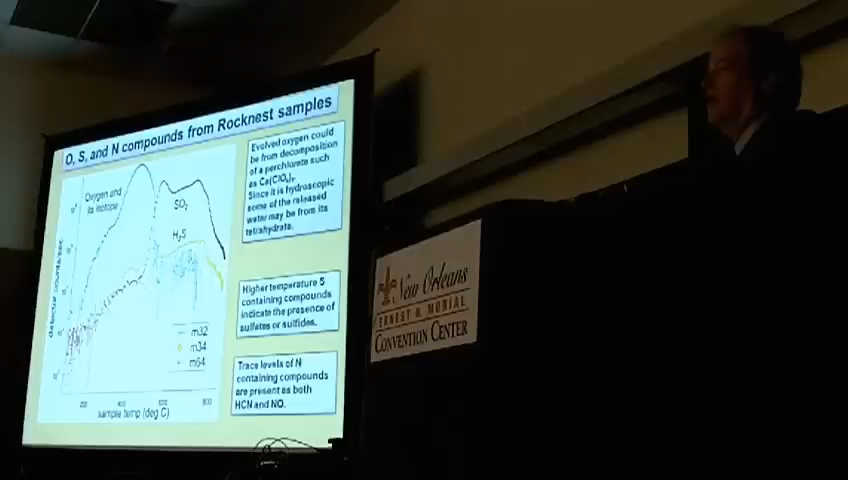 O, S, and N compounds from Rocknest samples
Oxygen and
its isotope
SO2
H2S
m32
m34
m64
detector counts/sec
200
400
800
sample temp (deg C)
Evolved oxygen could
be from decomposition
of a perchlorate such
as Ca(ClO4)2.
Since it is hydroscopic
some of the released
water may be from its
tetrahydrate.
Higher temperature S
containing compounds
indicate the presence of
sulfates or sulfides.
Trace levels of N
containing compounds
are present as both
HCN and NO.
New Orleans
ERNEST N. MORIAL
CONVENTION CENTER